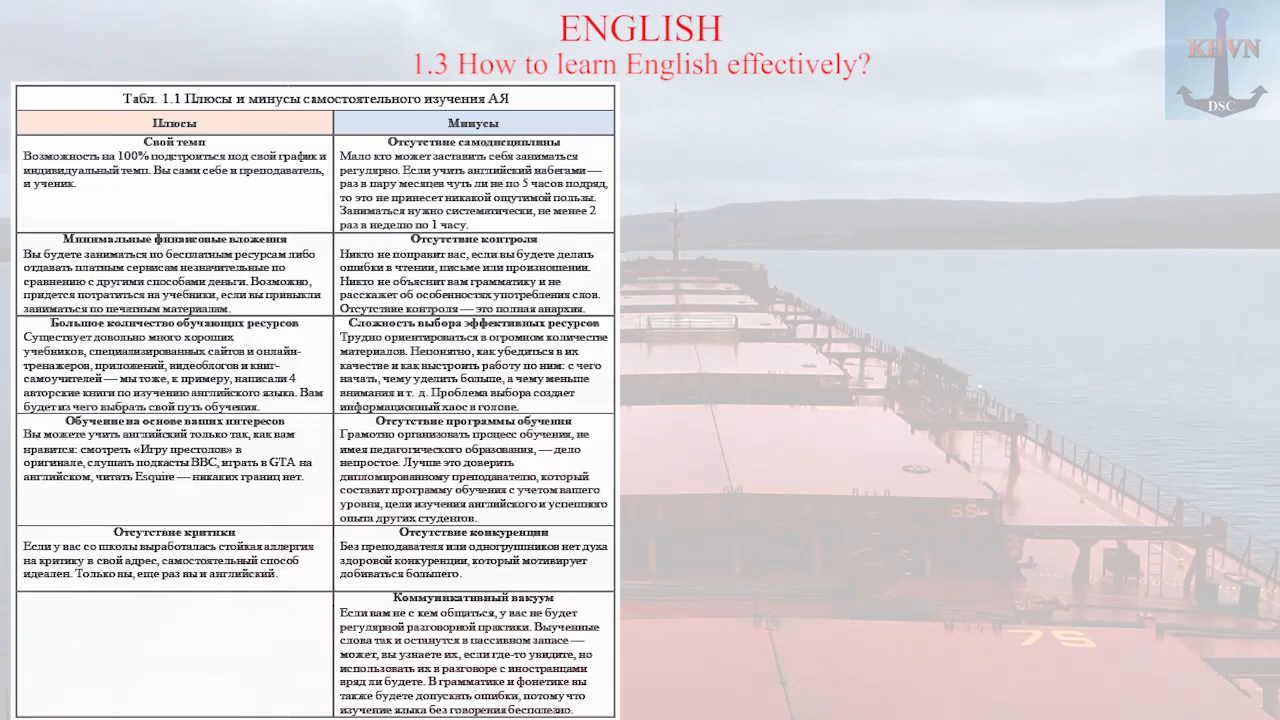 ENGLISH
1.3 How to learn English effectively?
KHVN
DSC
Табл. 1.1 Плюсы и минусы самостоятельного изучения АЯ
Плюсы
Минусы
Свой темп
Возможность на 100% подстроиться под свой график и
индивидуальный темп. Вы сами себе и преподаватель,
и ученик.
Отсутствие самодисциплины
Мало кто может заставить себя заниматься
регулярно. Если учить английский набегами —
раз в пару месяцев чуть ли не по 5 часов подряд,
то это не принесет никакой ощутимой пользы.
Заниматься нужно систематически, не менее 2
раз в неделю по 1 часу.
Минимальные финансовые вложения
Вы будете заниматься по бесплатным ресурсам либо
отдавать платным сервисам незначительные по
сравнению с другими способами деньги. Возможно,
придется потратиться на учебники, если вы привыкли
заниматься по печатным материалам.
Отсутствие контроля
Никто не поправит вас, если вы будете делать
ошибки в чтении, письме или произношении.
Никто не объяснит вам грамматику и не
расскажет об особенностях употребления слов.
Отсутствие контроля — это полная анархия.
Большое количество обучающих ресурсов
Существует довольно много хороших
учебников, специализированных сайтов и онлайн-
тренажеров, приложений, видеоблогов и книг-
самоучителей — мы тоже, к примеру, написали 4
авторские книги по изучению английского языка. Вам
будет из чего выбрать свой путь обучения.
Сложность выбора эффективных ресурсов
Трудно ориентироваться в огромном количестве
материалов. Непонятно, как убедиться в их
качестве и как выстроить работу по ним: с чего
начать, чему уделить больше, а чему меньше
внимания и т. д. Проблема выбора создает
информационный хаос в голове.
Обучение на основе ваших интересов
Вы можете учить английский только так, как вам
нравится: смотреть «Игру престолов» в
оригинале, слушать подкасты BBC, играть в GTA на
английском, читать Esquire — никаких границ нет.
Отсутствие программы обучения
Грамотно организовать процесс обучения, не
имея педагогического образования, — дело
непростое. Лучше это доверить
дипломированному преподавателю, который
составит программу обучения с учетом вашего
уровня, цели изучения английского и успешного
опыта других студентов.
Отсутствие критики
Если у вас со школы выработалась стойкая аллергия
на критику в свой адрес, самостоятельный способ
идеален. Только вы, еще раз вы и английский.
Отсутствие конкуренции
Без преподавателя или одногрушников нет духа
здоровой конкуренции, который мотивирует
добиваться большего.
Коммуникативный вакуум
Если вам не с кем общаться, у вас не будет
регулярной разговорной практики. Выученные
слова так и останутся в пассивном запасе —
может, вы узнаете их, если где-то увидите, но
использовать их в разговоре с иностранцами
вряд ли будете. В грамматике и фонетике вы
также будете допускать ошибки, потому что
изучение языка без говорения бесполезно.